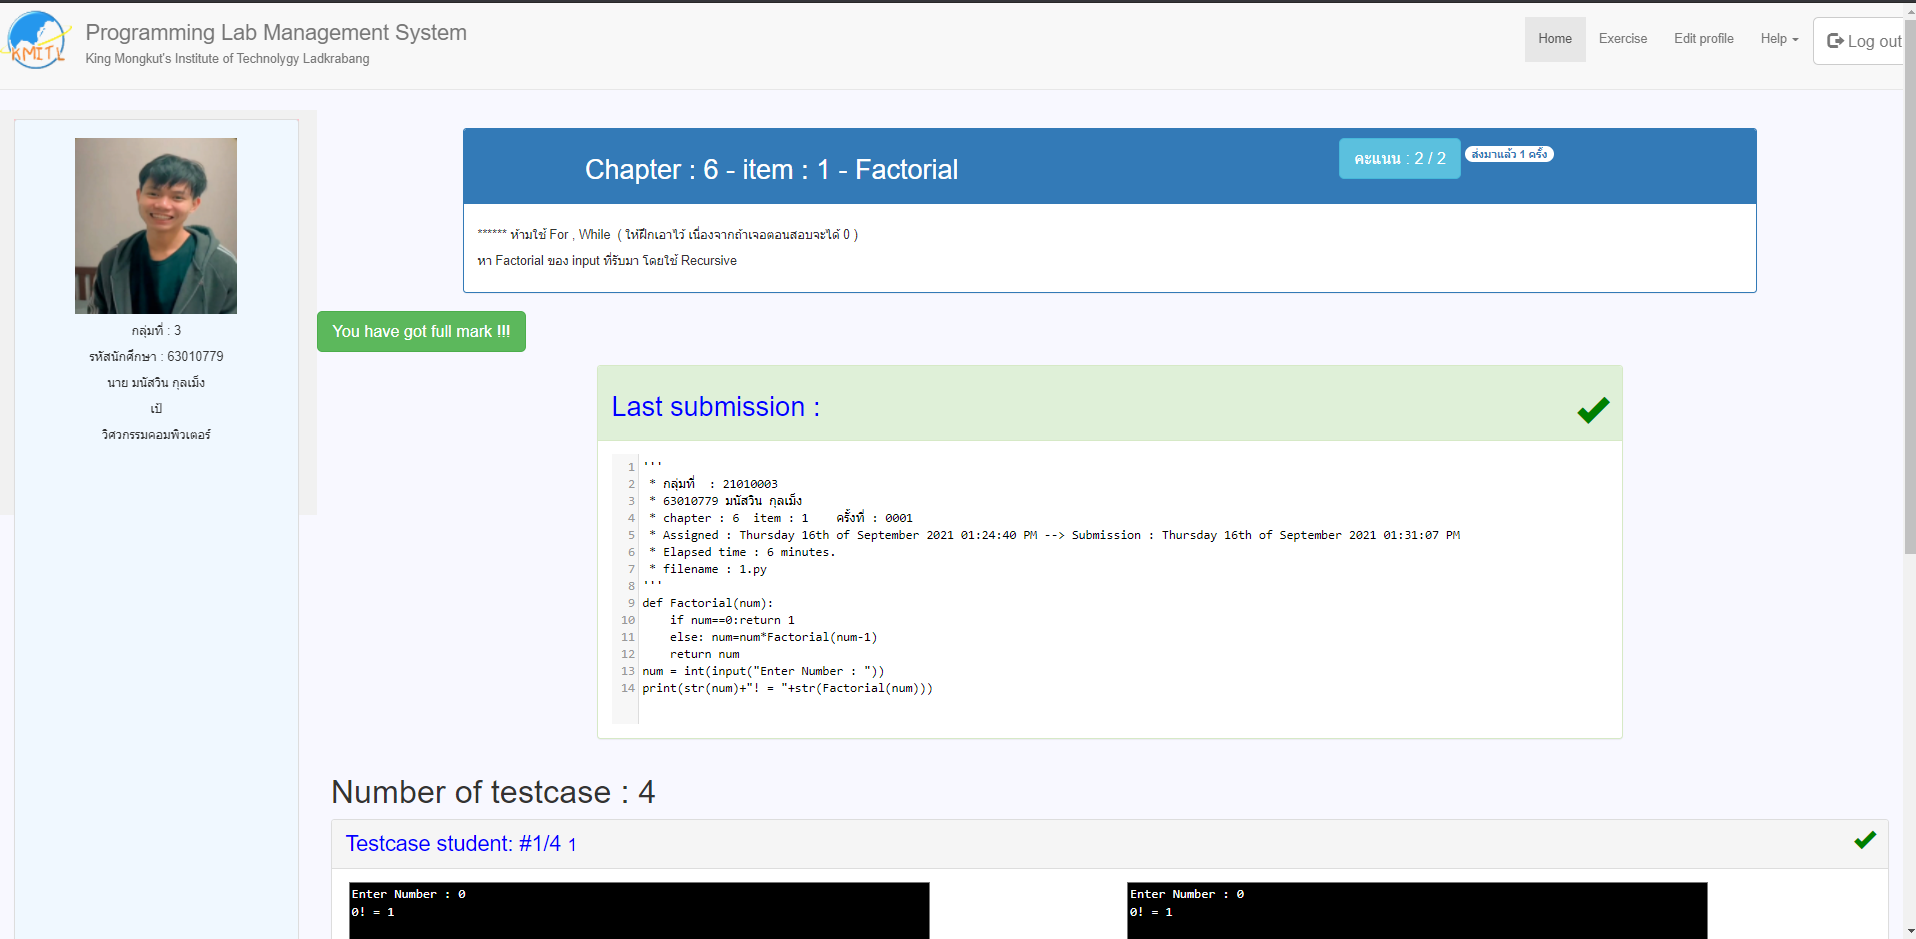 KMITL
Programming Lab Management System
King Mongkut's Institute of Technolygy Ladkrabang
Home
Exercise
Edit profile
Help
Log out
กลุ่มที่ : 3
รหัสนักศึกษา : 63010779
นาย มนัสวิน กุลเม็ง
เป้
วิศวกรรมคอมพิวเตอร์
Chapter : 6 - item : 1 - Factorial
คะแนน : 2 / 2
ส่งมาแล้ว 1 ครั้ง
****** ห้ามใช้ For , While ( ให้ฝึกเอาไว้ เนื่องจากถ้าเจอตอนสอบจะได้ 0 )
หา Factorial ของ input ที่รับมา โดยใช้ Recursive
You have got full mark !!!
Last submission :
1 '''
2 * กลุ่มที่ : 21010003
3 * 63010779 มนัสวิน กุลเม็ง
4 * chapter : 6 item : 1 ครั้งที่ : 0001
5 * Assigned : Thursday 16th of September 2021 01:24:40 PM --> Submission : Thursday 16th of September 2021 01:31:07 PM
6 * Elapsed time : 6 minutes.
7 * filename : 1.py
8 '''
9 def Factorial(num):
10     if num==0:return 1
11     else: num=num*Factorial(num-1)
12     return num
13 num = int(input("Enter Number : "))
14 print(str(num)+"! = "+str(Factorial(num)))
Number of testcase : 4
Testcase student: #1/4 1
Enter Number : 0
0! = 1
Enter Number : 0
0! = 1